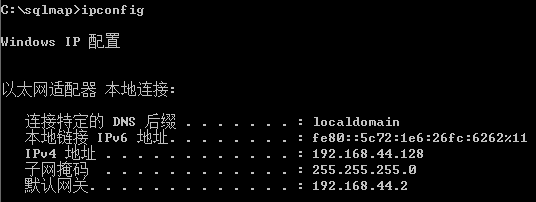 C:\sqlmap>ipconfig
Windows IP 配置
以太网适配器 本地连接:
连接特定的 DNS 后缀 . . . . . . . : localdomain
本地链接 IPv6 地址. . . . . . . . : fe80::5c72:1e6:26fc:6262%11
IPv4 地址 . . . . . . . . . . . . : 192.168.44.128
子网掩码 . . . . . . . . . . . . : 255.255.255.0
默认网关. . . . . . . . . . . . . : 192.168.44.2